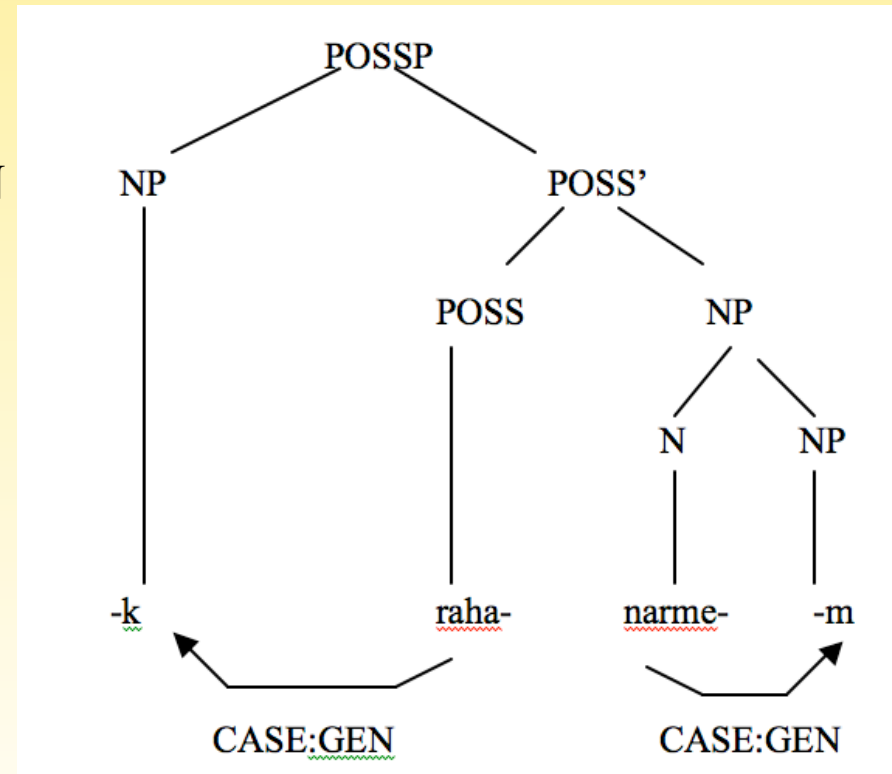 POSSP
NP POSS’
POSS NP
N NP
-k raha- narme- -m
CASE:GEN CASE:GEN